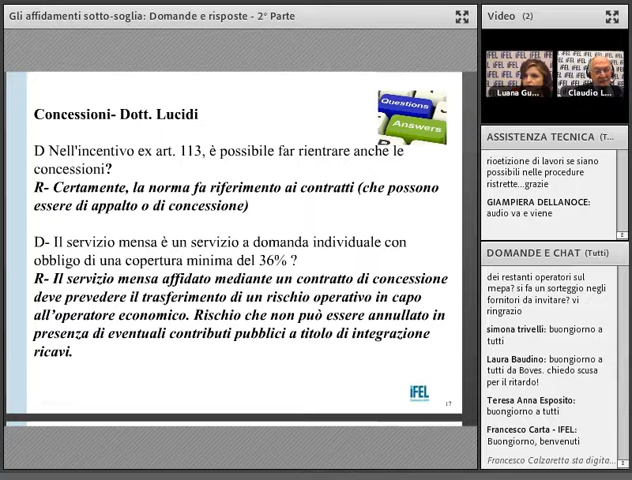 Gli affidamenti sotto-soglia: Domande e risposte - 2° Parte
Concessioni- Dott. Lucidi
Questions
Answers
D Nell'incentivo ex art. 113, è possibile far rientrare anche le
concessioni?
R- Certamente, la norma fa riferimento ai contratti (che possono
essere di appalto o di concessione)
D- Il servizio mensa è un servizio a domanda individuale con
obbligo di una copertura minima del 36% ?
R- Il servizio mensa affidato mediante un contratto di concessione
deve prevedere il trasferimento di un rischio operativo in capo
all'operatore economico. Rischio che non può essere annullato in
presenza di eventuali contributi pubblici a titolo di integrazione
ricavi.
iFEL
17
Video (2)
Luana Gu...
Claudio L...
ASSISTENZA TECNICA (T...
rioetizione di lavori se siano
possibili nelle procedure
ristrette...grazie
GIAMPIERA DELLANOCE:
audio va e viene
DOMANDE E CHAT (Tutti)
dei restanti operatori sul
mepa? si fa un sorteggio negli
fornitori da invitare? vi
ringrazio
simona trivelli: buongiorno a
tutti
Laura Baudino: buongiorno a
tutti da Boves. chiedo scusa
per il ritardo!
Teresa Anna Esposito:
buongiorno a tutti
Francesco Carta - IFEL:
Buongiorno, benvenuti
Francesco Calzaretta sta digita...